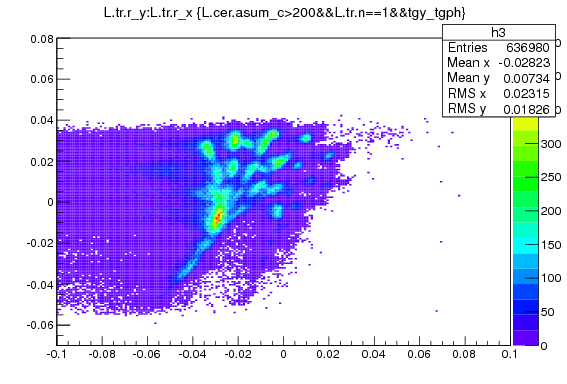 L.tr.r_y:L.tr.r_x {L.cer.asum_c>200&&L.tr.n==1&&tgy_tgph}
h3
Entries 636980
Mean x -0.02823
Mean y 0.00734
RMS x 0.02315
RMS y 0.01826
0.08
0.06
0.04
0.02
0
-0.02
-0.04
-0.06
-0.1 -0.08 -0.06 -0.04 -0.02 0 0.02 0.04 0.06 0.08 0.1
300
250
200
150
100
50
0